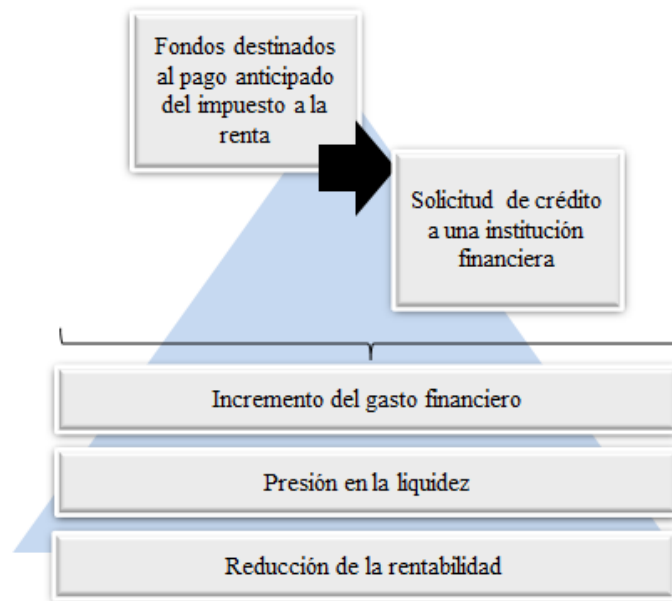 Fondos destinados
al pago anticipado
del impuesto a la
renta
Solicitud de crédito
a una institución
financiera
Incremento del gasto financiero
Presión en la liquidez
Reducción de la rentabilidad